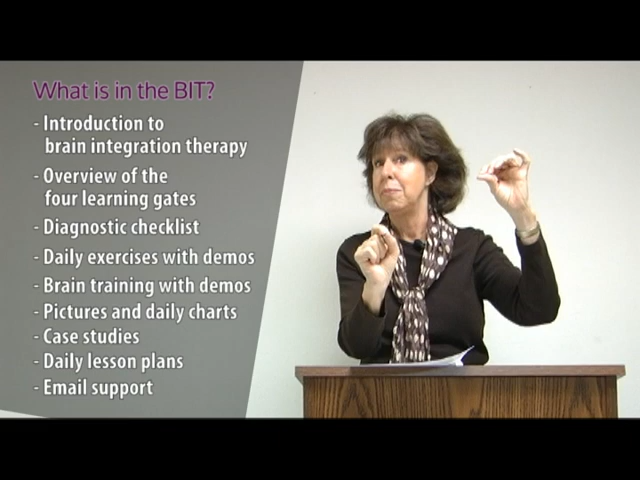 What is in the BIT?
- Introduction to
brain integration therapy
- Overview of the
four learning gates
- Diagnostic checklist
- Daily exercises with demos
- Brain training with demos
- Pictures and daily charts
- Case studies
- Daily lesson plans
- Email support